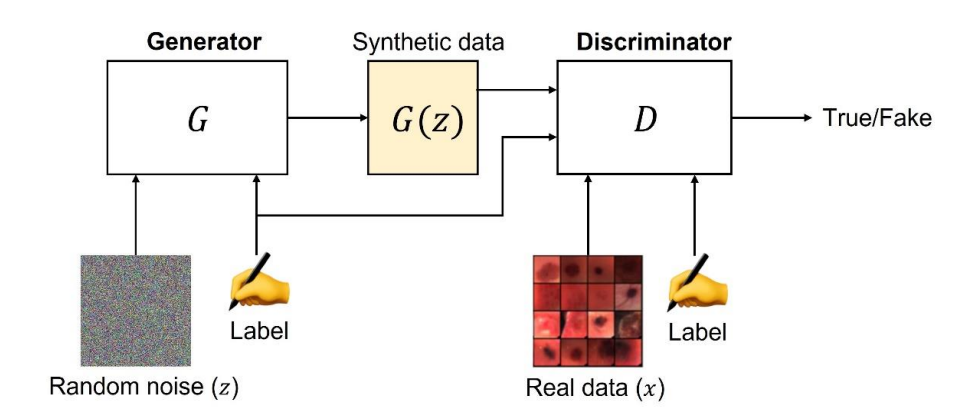 Generator
Synthetic data
Discriminator
G
G(z)
D
True/Fake
Label
Label
Random noise (z)
Real data (x)